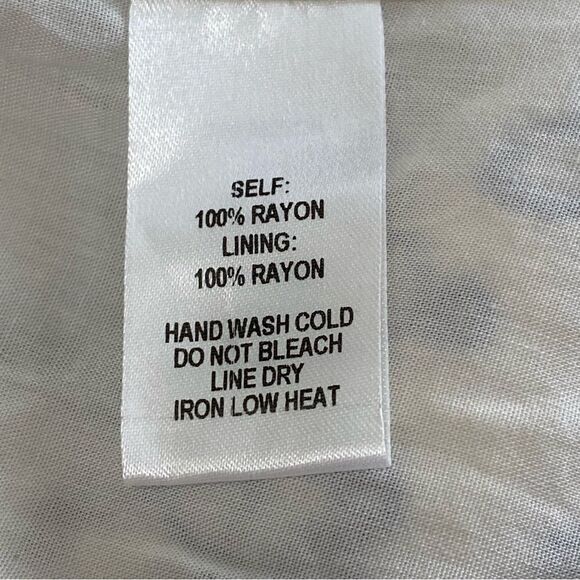 SELF:
100% RAYON
LINING:
100% RAYON
HAND WASH COLD
DO NOT BLEACH
LINE DRY
IRON LOW HEAT